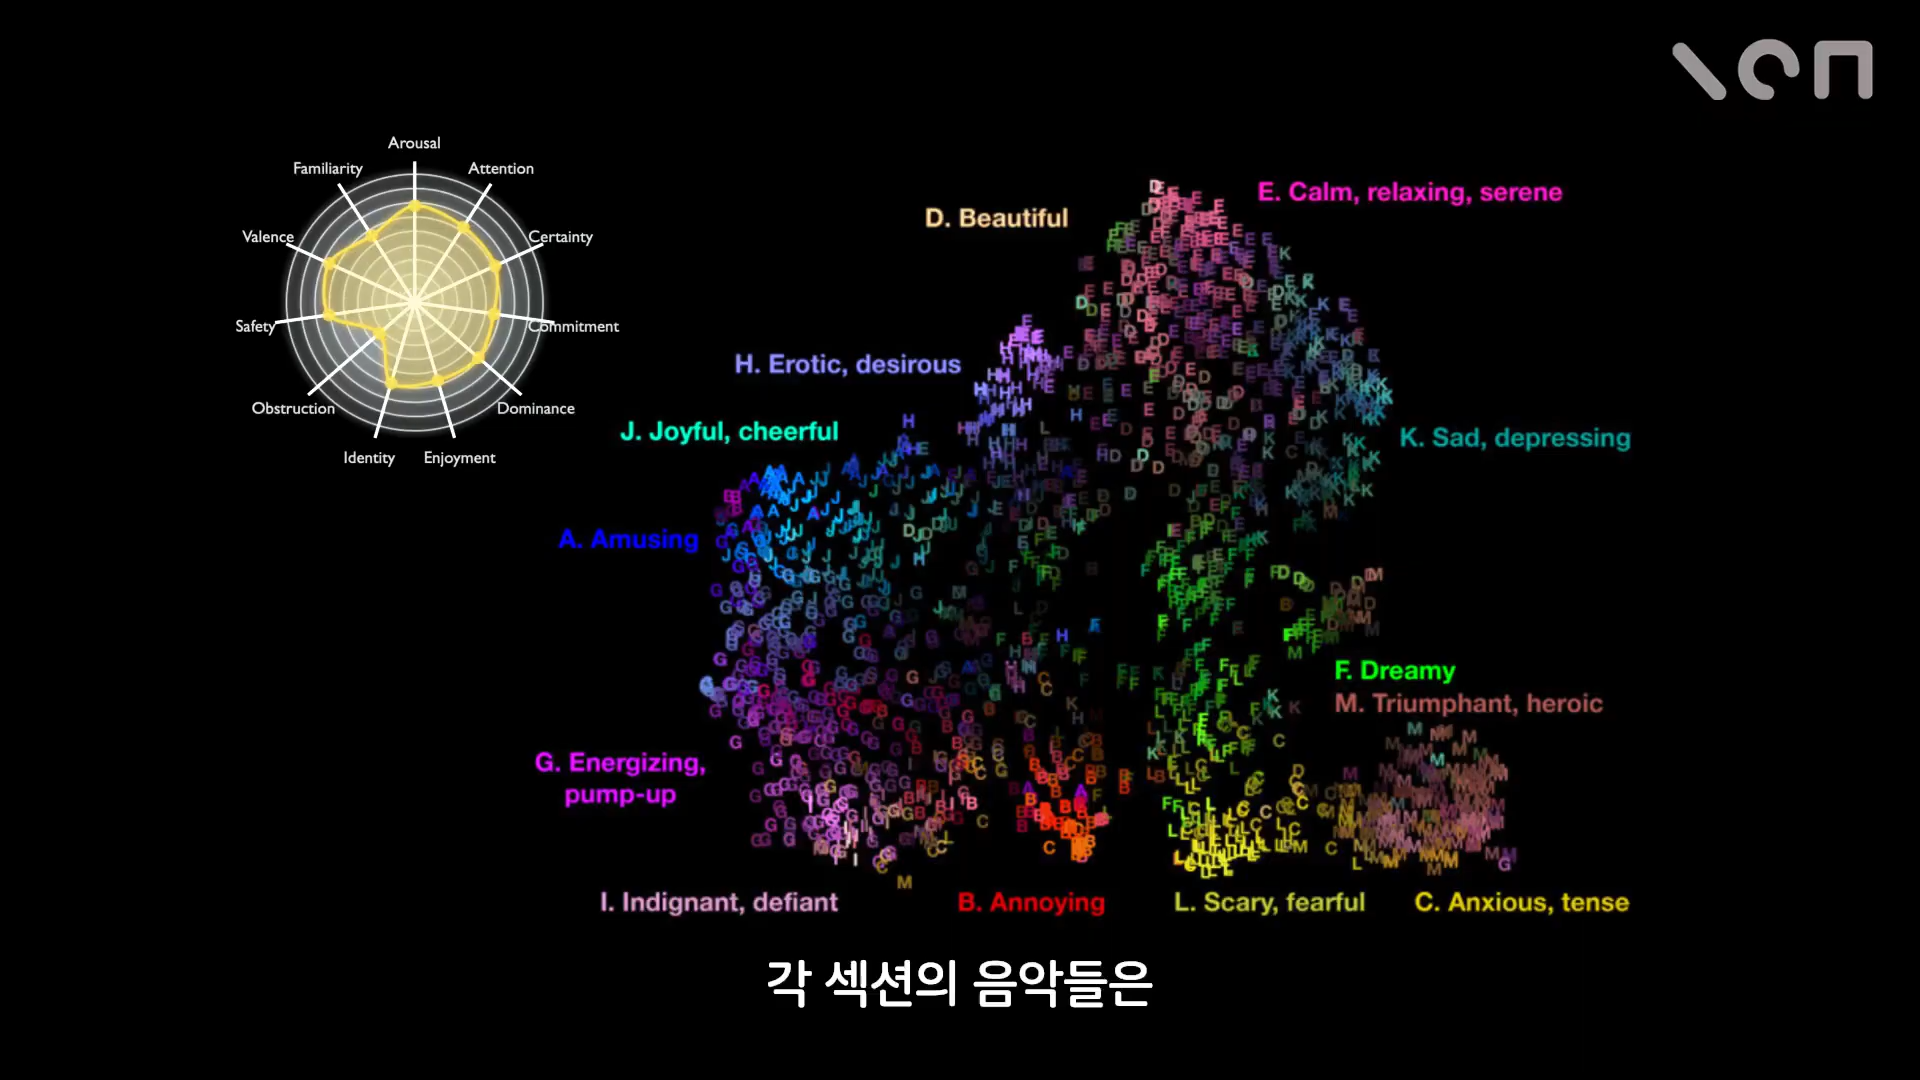 Arousal
Familiarity
Attention
Valence
Certainty
Safety
Commitment
Obstruction
Dominance
Identity
Enjoyment
D. Beautiful
E. Calm, relaxing, serene
H. Erotic, desirous
J. Joyful, cheerful
K. Sad, depressing
A. Amusing
F. Dreamy
M. Triumphant, heroic
G. Energizing,
pump-up
I. Indignant, defiant
B. Annoying
L. Scary, fearful
C. Anxious, tense
각 섹션의 음악들은